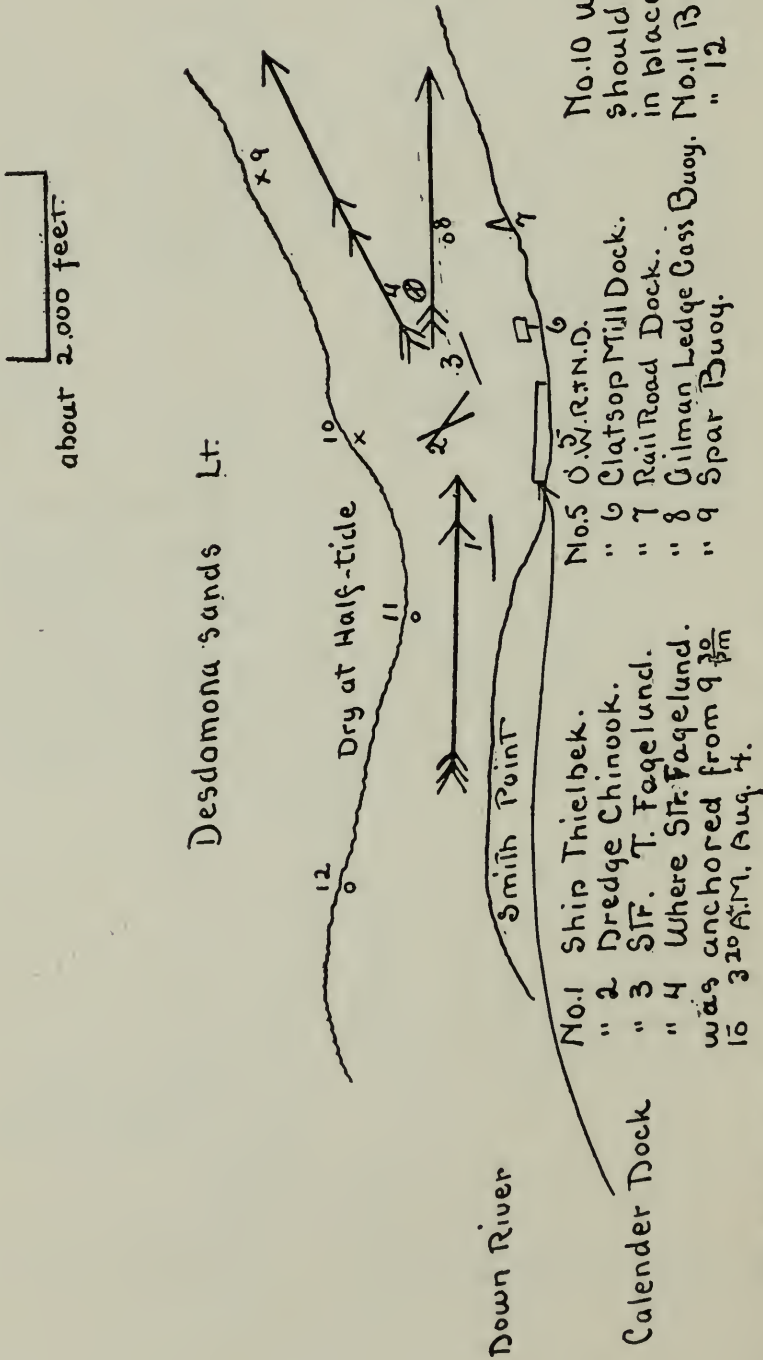 about 2,000 feet.
Desdomona Sands Lt.
Dry at Half-tide
12
11
10
9
4
8
2
3
1
7
6
5
Smith Point
Down River
Calender Dock
No.1 Ship Thielbek.
" 2 Dredge Chinook.
" 3 Str. T. Fagelund.
" 4 Where Str. Fagelund.
was anchored from 9 30 pm
to 3 20 A.M. Aug. 4.
No.5 O.W.R.&N.D.
" 6 Clatsop Mill Dock.
" 7 Rail Road Dock.
" 8 Gilman Ledge Gass Buoy.
" 9 Spar Buoy.
No.10
should
in place
No.11 B
" 12